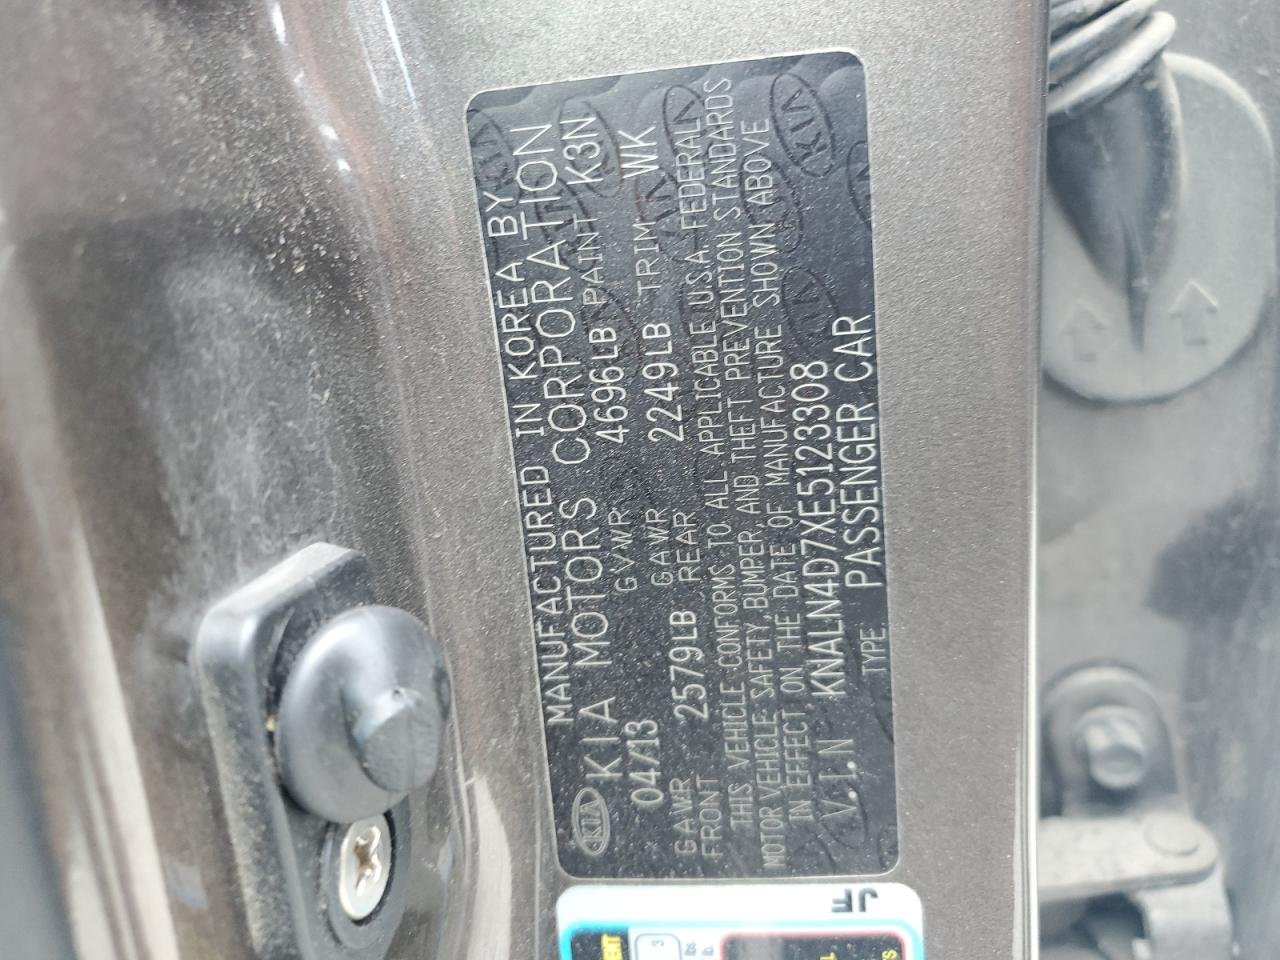 MANUFACTURED IN KOREA BY
KIA KIA MOTORS CORPORATION
04/13 GVWR 4696LB PAINT K3N
GAWR FRONT 2579LB GAWR REAR 2249LB TRIM WK
THIS VEHICLE CONFORMS TO ALL APPLICABLE U.S.A. FEDERAL
MOTOR VEHICLE SAFETY, BUMPER, AND THEFT PREVENTION STANDARDS
IN EFFECT, ON THE DATE OF MANUFACTURE SHOWN ABOVE
V.I.N KNALN4D7XE5123308
TYPE PASSENGER CAR
JF